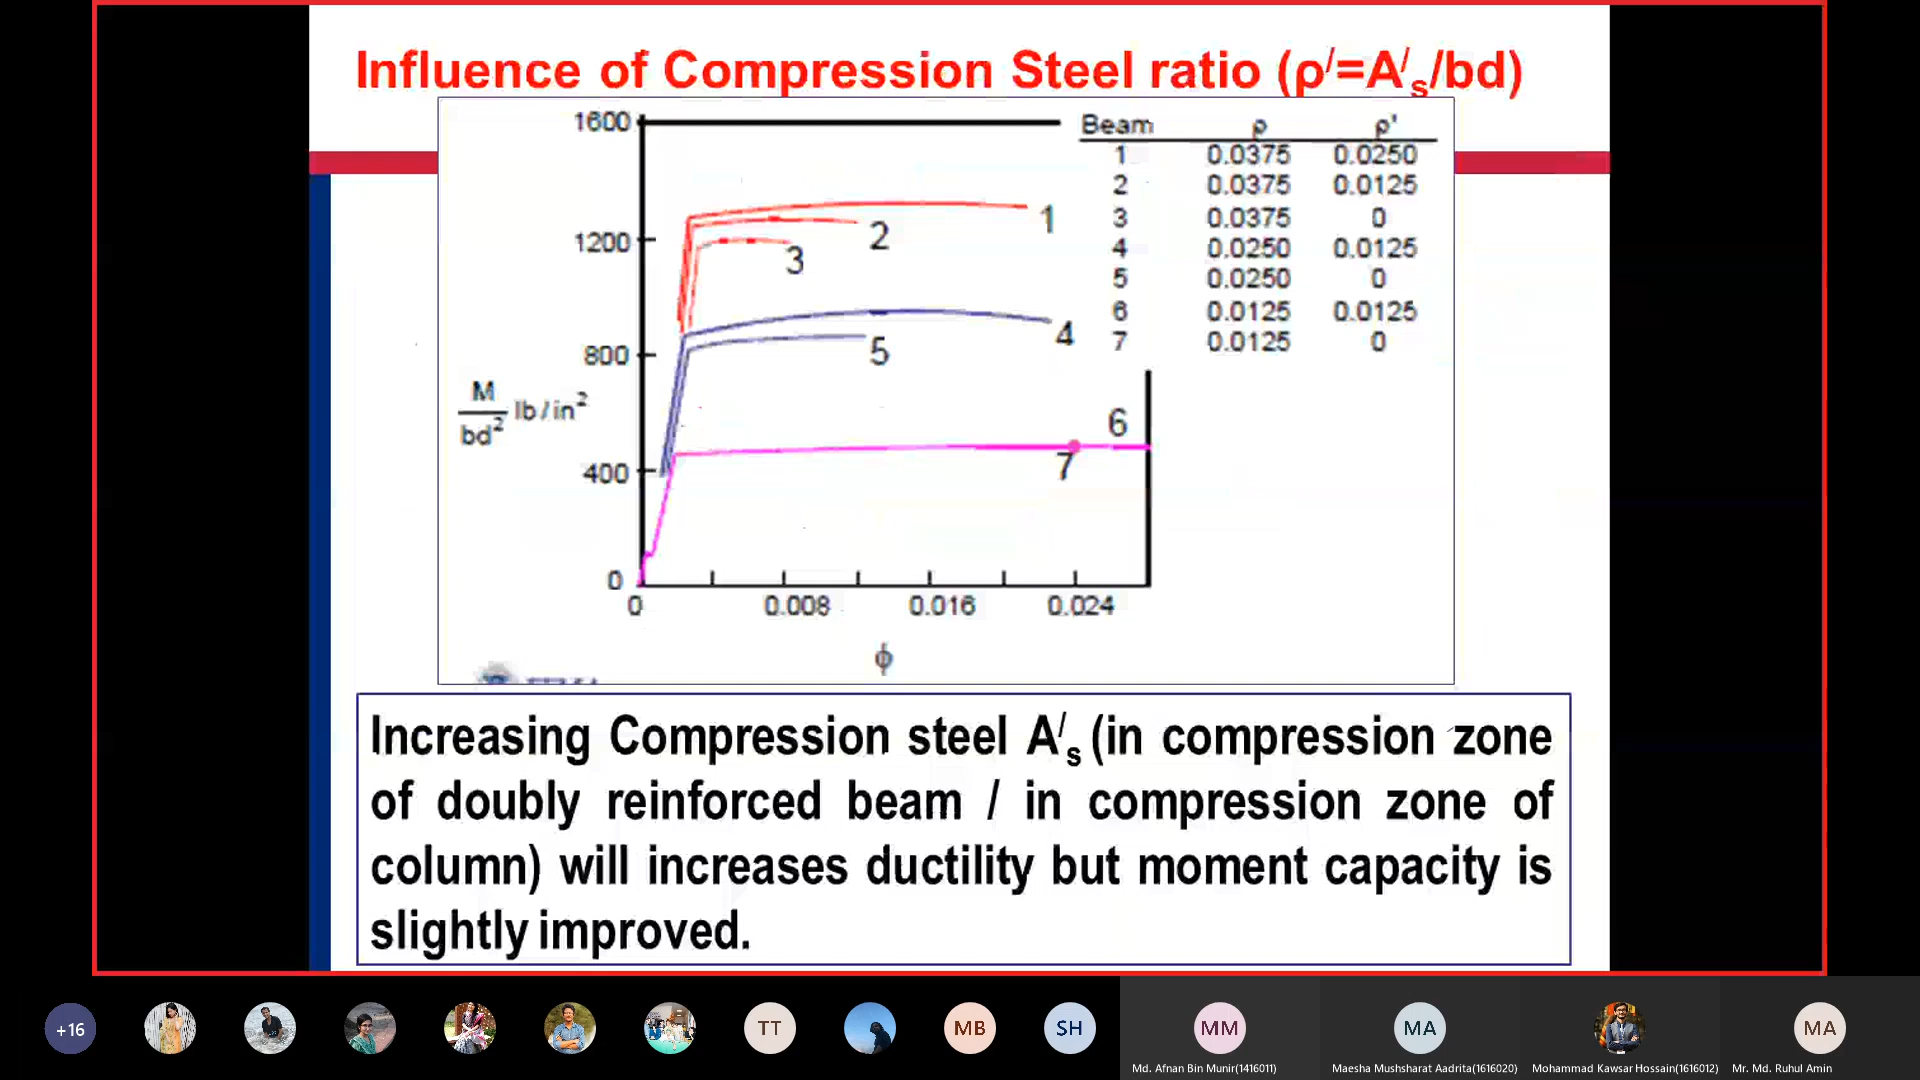 Influence of Compression Steel ratio (ρ/=A/s/bd)
1600
1200
800
400
0
M
bd2
lb/in2
0
0.008
0.016
0.024
ϕ
1
2
3
4
5
6
7
Beam ρ ρ'
1 0.0375 0.0250
2 0.0375 0.0125
3 0.0375 0
4 0.0250 0.0125
5 0.0250 0
6 0.0125 0.0125
7 0.0125 0
Increasing Compression steel A/s (in compression zone
of doubly reinforced beam / in compression zone of
column) will increases ductility but moment capacity is
slightly improved.
+16
TT
MB
SH
MM
MA
MA
Md. Afnan Bin Munir(1416011)
Maesha Mushsharat Aadrita(1616020)
Mohammad Kawsar Hossain(1616012)
Mr. Md. Ruhul Amin